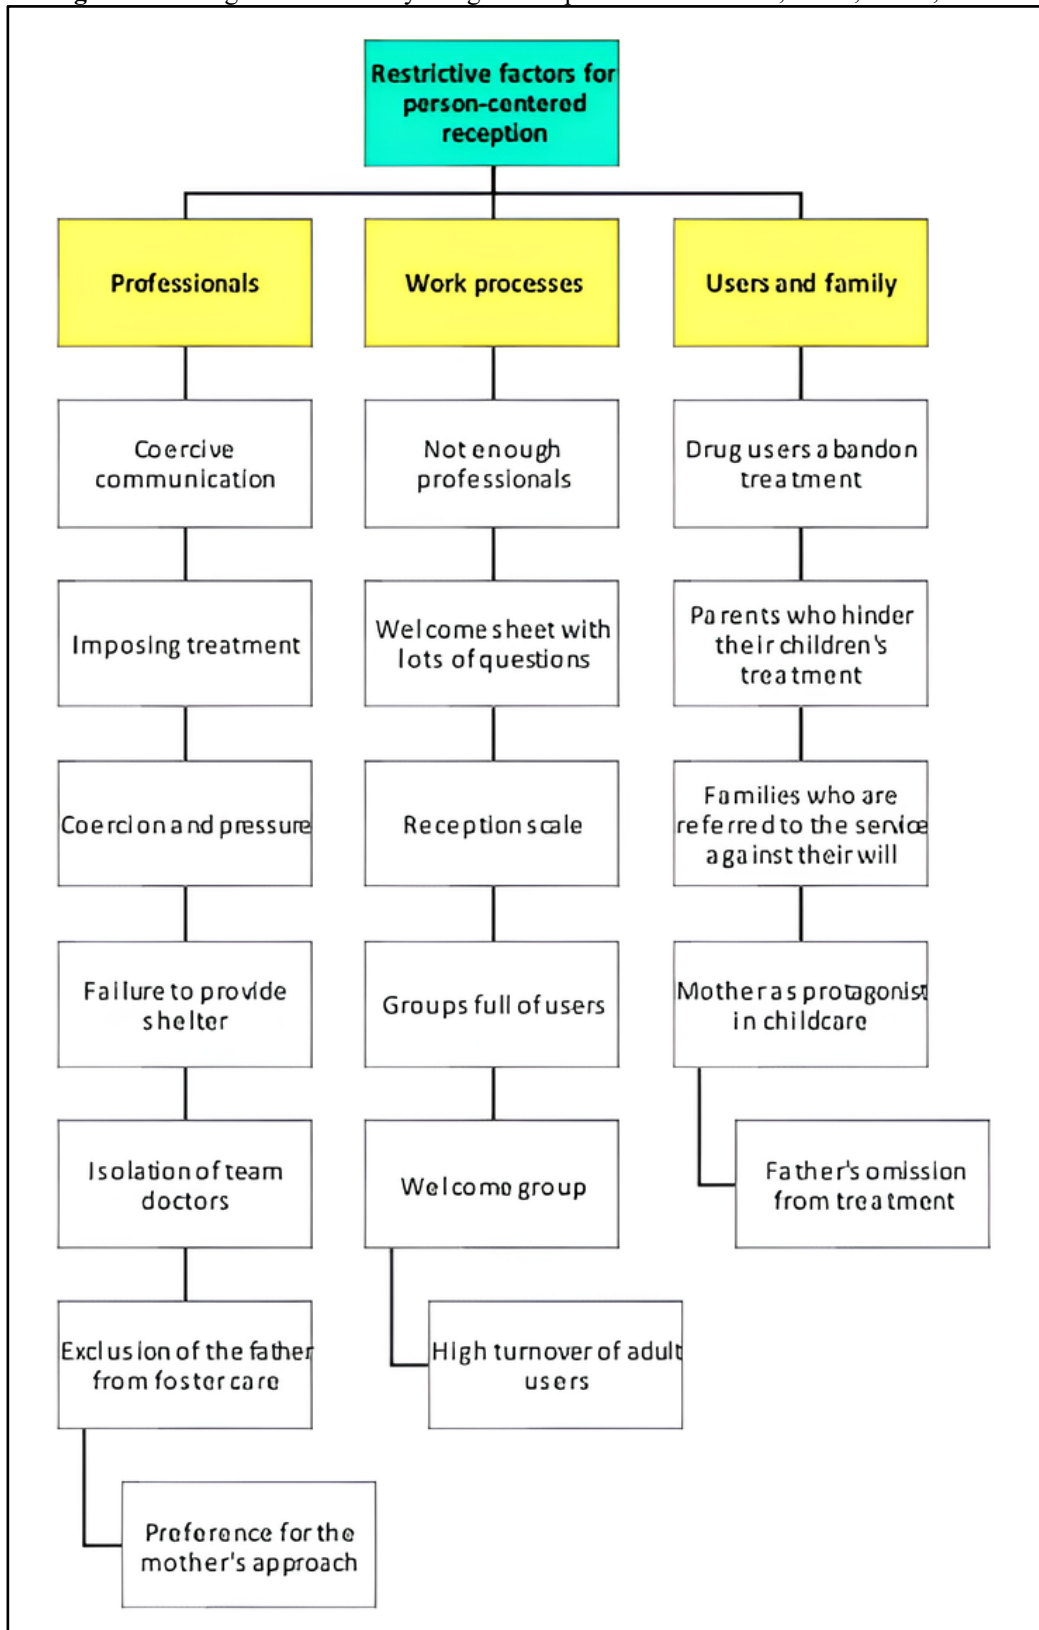 Restrictive factors for
person-centered
reception
Professionals
Work processes
Users and family
Coercive
communication
Not enough
professionals
Drug users abandon
treatment
Imposing treatment
Welcome sheet with
lots of questions
Parents who hinder
their children's
treatment
Coercion and pressure
Reception scale
Families who are
referred to the service
against their will
Failure to provide
shelter
Groups full of users
Mother as protagonist
in childcare
Isolation of team
doctors
Welcome group
Father's omission
from treatment
Exclusion of the father
from foster care
High turnover of adult
users
Preference for the
mother's approach